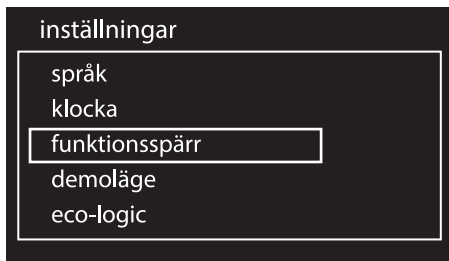 inställningar
språk
klocka
funktionsspärr
demoläge
eco-logic